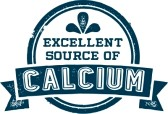 EXCELLENT
SOURCE OF
CALCIUM